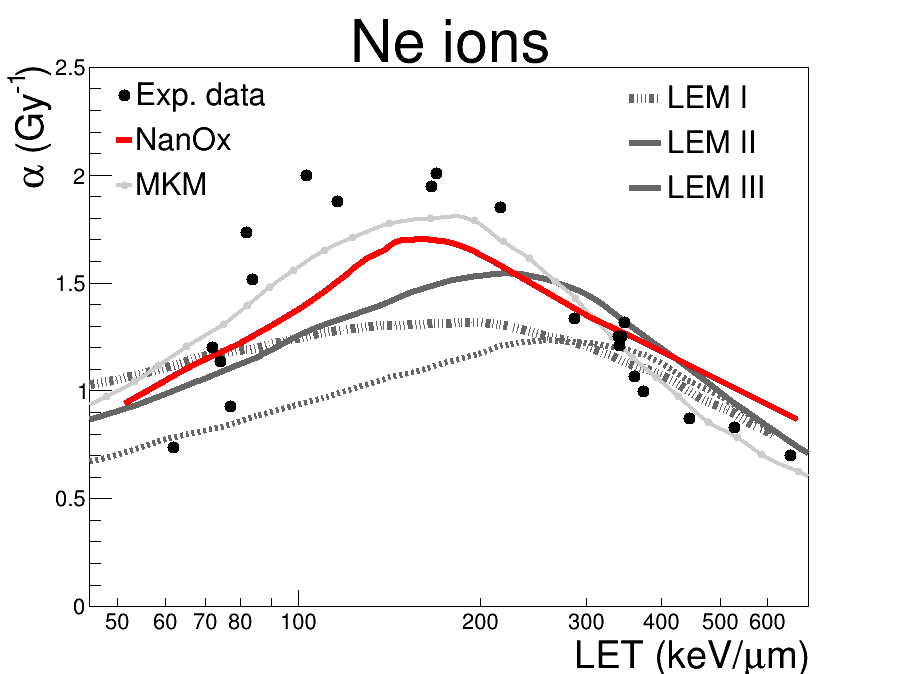 Ne ions
α (Gy-1)
2.5
2
1.5
1
0.5
0
Exp. data
NanOx
MKM
LEM I
LEM II
LEM III
50 60 70 80 100 200 300 400 500 600
LET (keV/μm)